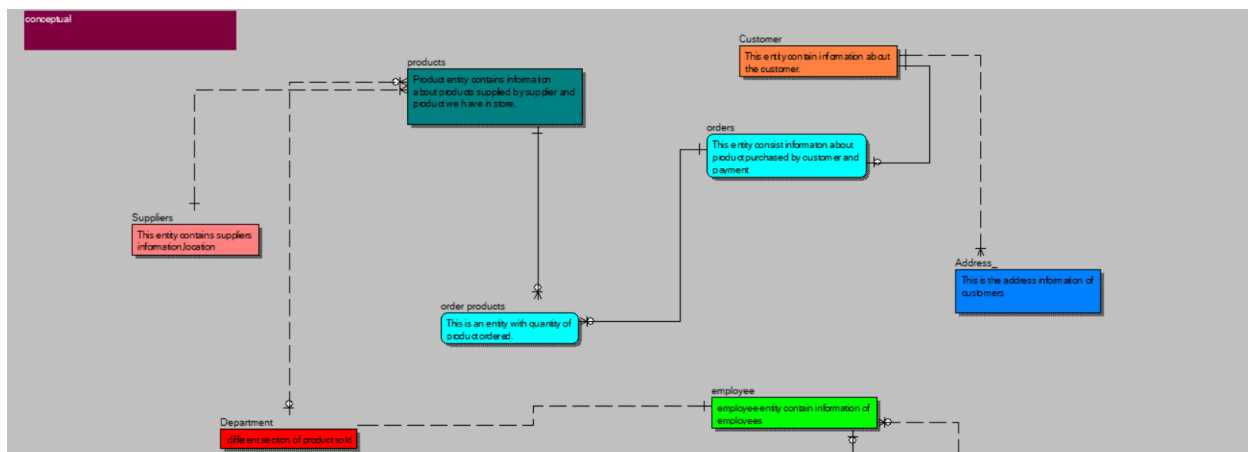 conceptual
products
Product entity contains information
about products supplied by supplier and
product we have in store.
Customer
This entity contain information about
the customer.
orders
This entity consist informaton about
product purchased by customer and
payment
Suppliers
This entity contains suppliers
information,location
Address_
This is the address information of
customers
order products
This is an entity with quantity of
product ordered.
employee
employee entity contain information of
employees
Department
different section of product sold